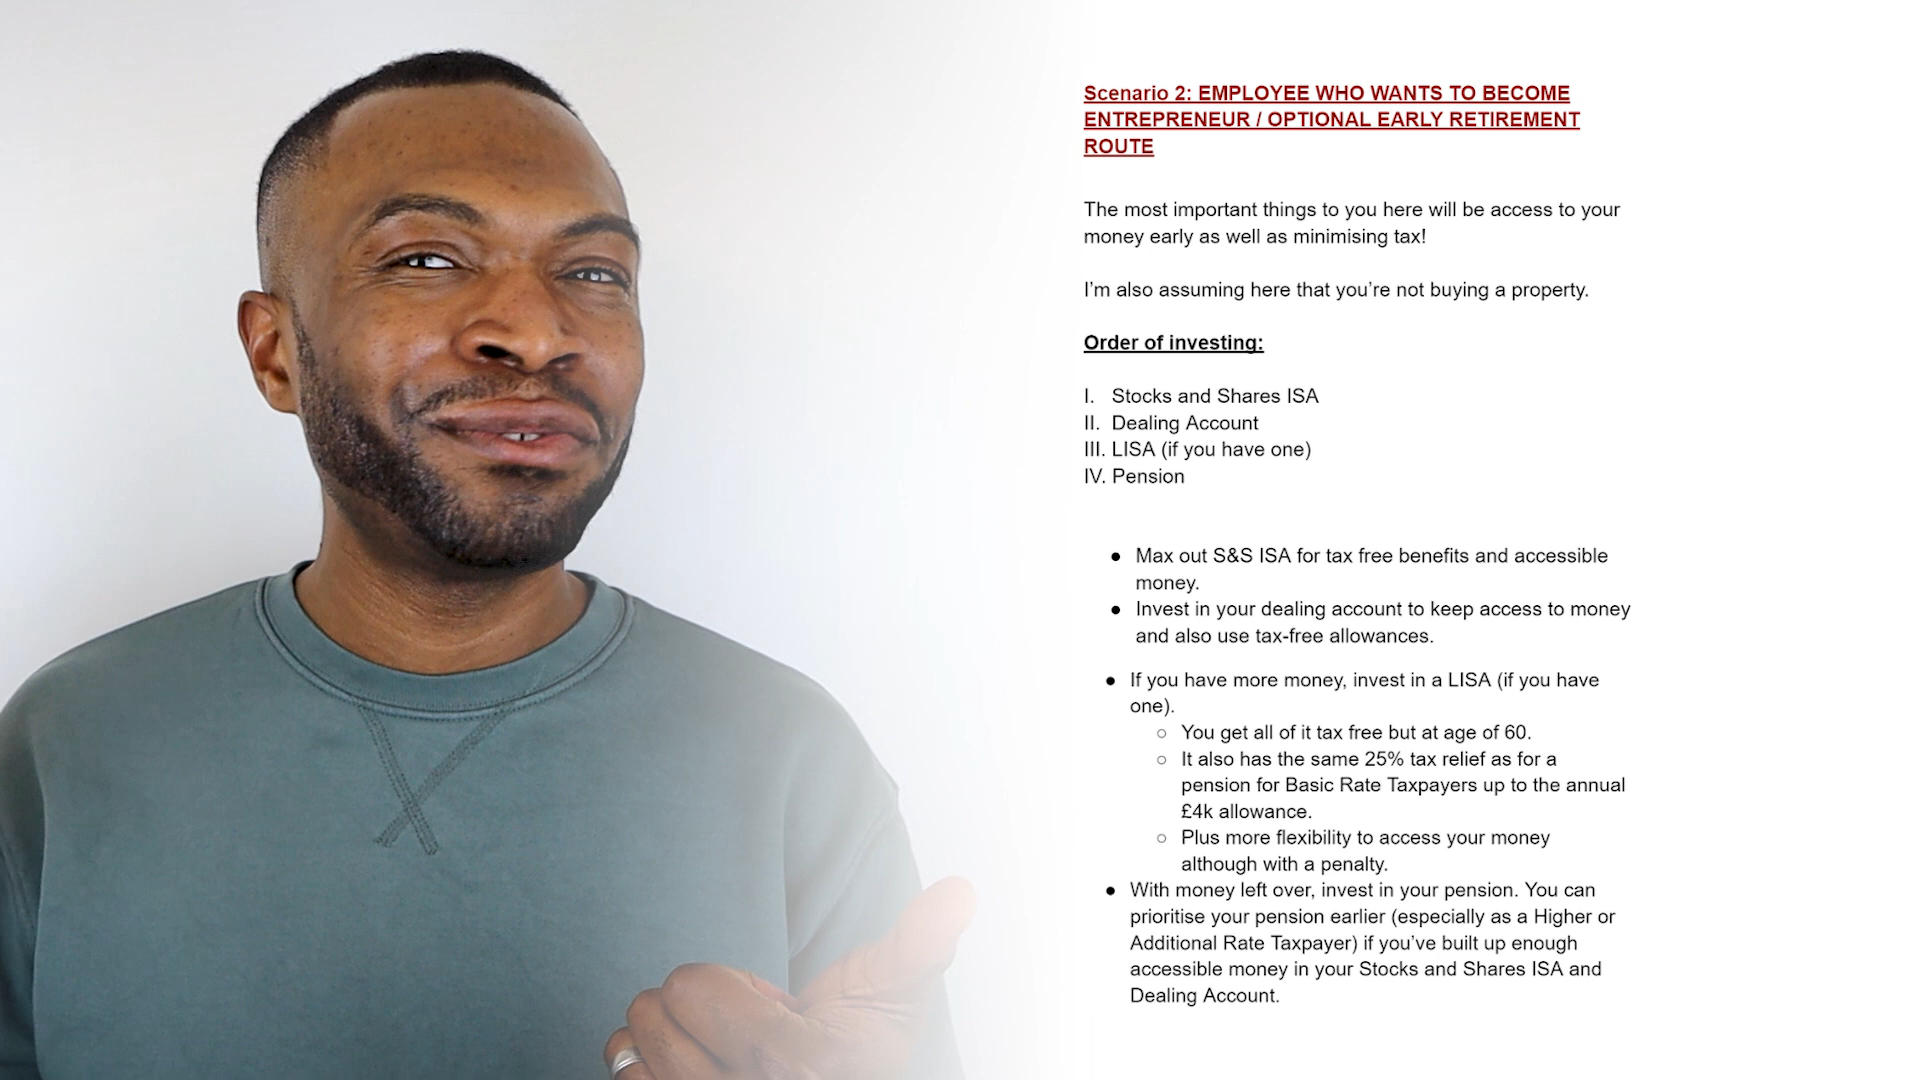 Scenario 2: EMPLOYEE WHO WANTS TO BECOME
ENTREPRENEUR / OPTIONAL EARLY RETIREMENT
ROUTE
The most important things to you here will be access to your
money early as well as minimising tax!
I'm also assuming here that you're not buying a property.
Order of investing:
I. Stocks and Shares ISA
II. Dealing Account
III. LISA (if you have one)
IV. Pension
● Max out S&S ISA for tax free benefits and accessible
money.
● Invest in your dealing account to keep access to money
and also use tax-free allowances.
● If you have more money, invest in a LISA (if you have
one).
○ You get all of it tax free but at age of 60.
○ It also has the same 25% tax relief as for a
pension for Basic Rate Taxpayers up to the annual
£4k allowance.
○ Plus more flexibility to access your money
although with a penalty.
● With money left over, invest in your pension. You can
prioritise your pension earlier (especially as a Higher or
Additional Rate Taxpayer) if you've built up enough
accessible money in your Stocks and Shares ISA and
Dealing Account.